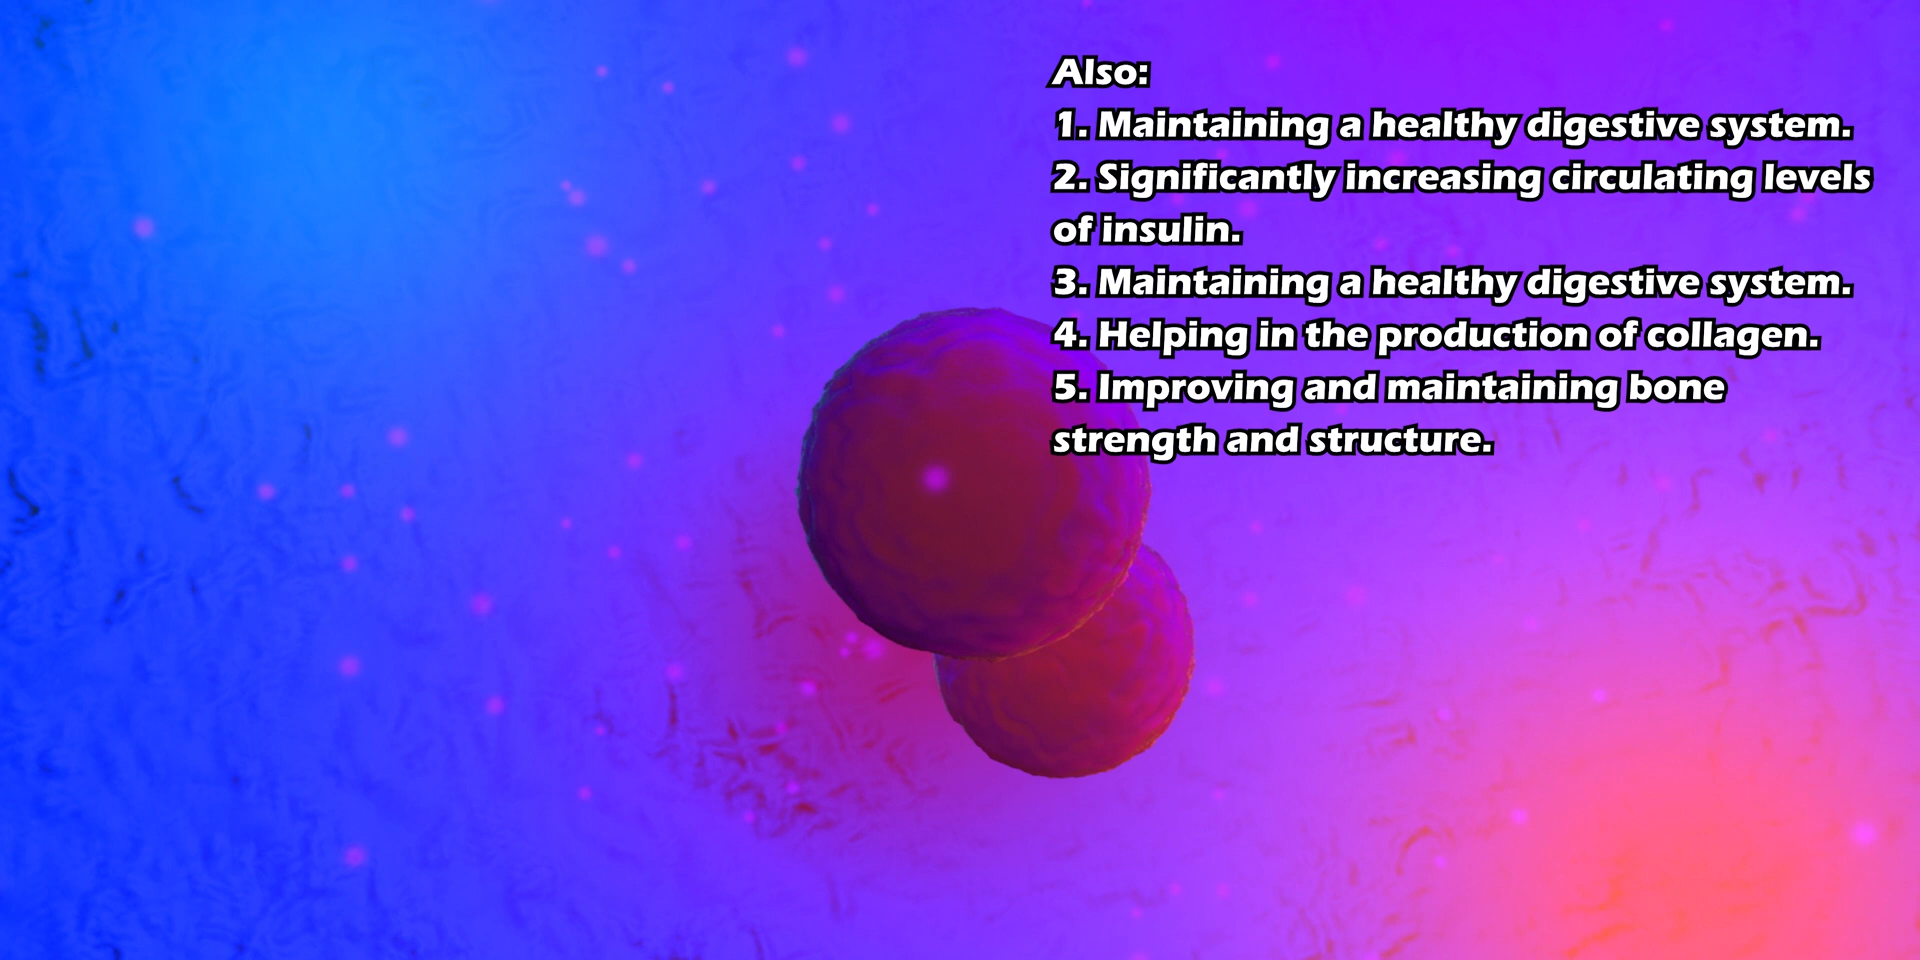 Also:
1. Maintaining a healthy digestive system.
2. Significantly increasing circulating levels
of insulin.
3. Maintaining a healthy digestive system.
4. Helping in the production of collagen.
5. Improving and maintaining bone
strength and structure.